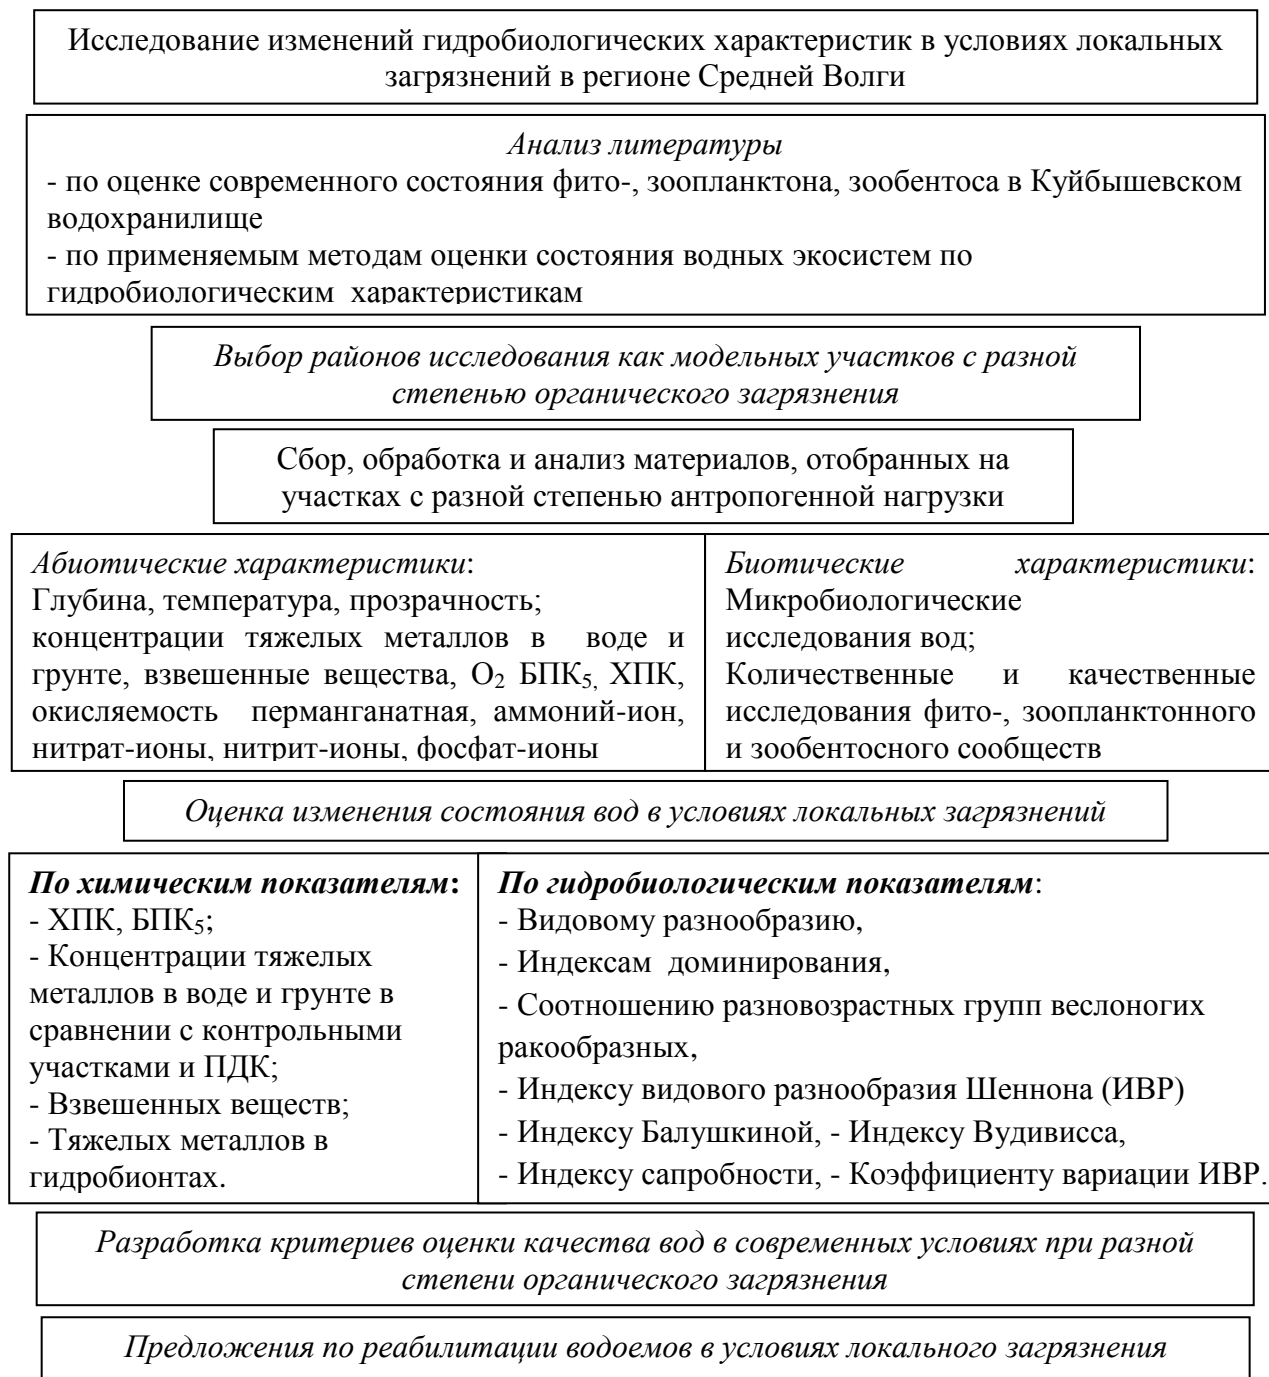 Исследование изменений гидробиологических характеристик в условиях локальных
загрязнений в регионе Средней Волги
Анализ литературы
- по оценке современного состояния фито-, зоопланктона, зообентоса в Куйбышевском
водохранилище
- по применяемым методам оценки состояния водных экосистем по
гидробиологическим характеристикам
Выбор районов исследования как модельных участков с разной
степенью органического загрязнения
Сбор, обработка и анализ материалов, отобранных на
участках с разной степенью антропогенной нагрузки
Абиотические характеристики:
Глубина, температура, прозрачность;
концентрации тяжелых металлов в воде и
грунте, взвешенные вещества, О₂ БПК₅, ХПК,
окисляемость перманганатная, аммоний-ион,
нитрат-ионы, нитрит-ионы, фосфат-ионы
Биотические характеристики:
Микробиологические
исследования вод;
Количественные и качественные
исследования фито-, зоопланктонного
и зообентосного сообществ
Оценка изменения состояния вод в условиях локальных загрязнений
По химическим показателям:
- ХПК, БПК₅;
- Концентрации тяжелых
металлов в воде и грунте в
сравнении с контрольными
участками и ПДК;
- Взвешенных веществ;
- Тяжелых металлов в
гидробионтах.
По гидробиологическим показателям:
- Видовому разнообразию,
- Индексам доминирования,
- Соотношению разновозрастных групп веслоногих
ракообразных,
- Индексу видового разнообразия Шеннона (ИВР)
- Индексу Балушкиной, - Индексу Вудивисса,
- Индексу сапробности, - Коэффициенту вариации ИВР.
Разработка критериев оценки качества вод в современных условиях при разной
степени органического загрязнения
Предложения по реабилитации водоемов в условиях локального загрязнения